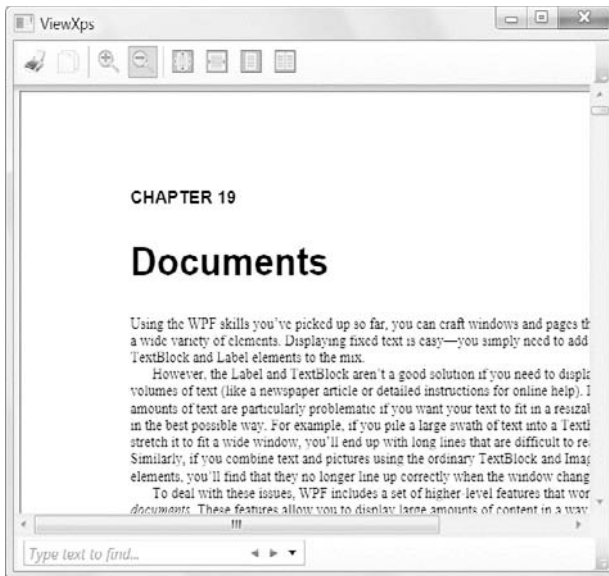 ViewXps
CHAPTER 19
Documents
Using the WPF skills you've picked up so far, you can craft windows and pages th
a wide variety of elements. Displaying fixed text is easy—you simply need to add
TextBlock and Label elements to the mix.
However, the Label and TextBlock aren't a good solution if you need to displa
volumes of text (like a newspaper article or detailed instructions for online help). I
amounts of text are particularly problematic if you want your text to fit in a resizab
in the best possible way. For example, if you pile a large swath of text into a TextB
stretch it to fit a wide window, you'll end up with long lines that are difficult to re
Similarly, if you combine text and pictures using the ordinary TextBlock and Imag
elements, you'll find that they no longer line up correctly when the window chang
To deal with these issues, WPF includes a set of higher-level features that wor
documents. These features allow you to display large amounts of content in a way
Type text to find...